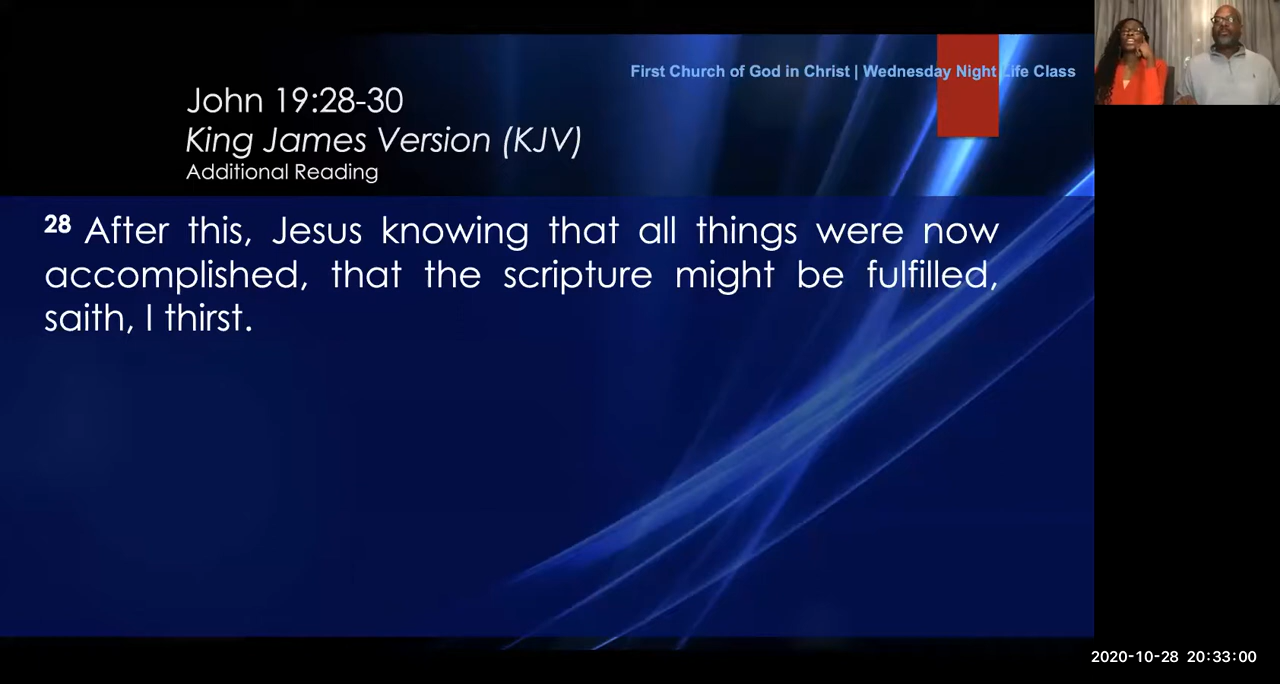 First Church of God in Christ | Wednesday Night Life Class
John 19:28-30
King James Version (KJV)
Additional Reading
28 After this, Jesus knowing that all things were now
accomplished, that the scripture might be fulfilled,
saith, I thirst.
2020-10-28 20:33:00